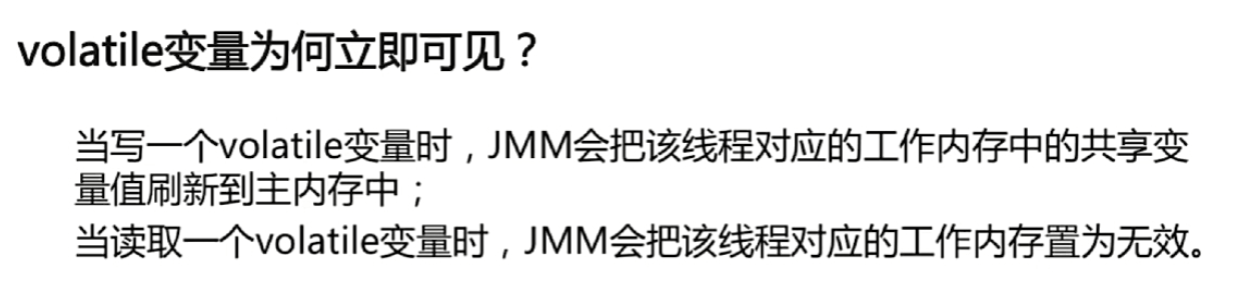 volatile变量为何立即可见？
当写一个volatile变量时，JMM会把该线程对应的工作内存中的共享变
量值刷新到主内存中；
当读取一个volatile变量时，JMM会把该线程对应的工作内存置为无效。